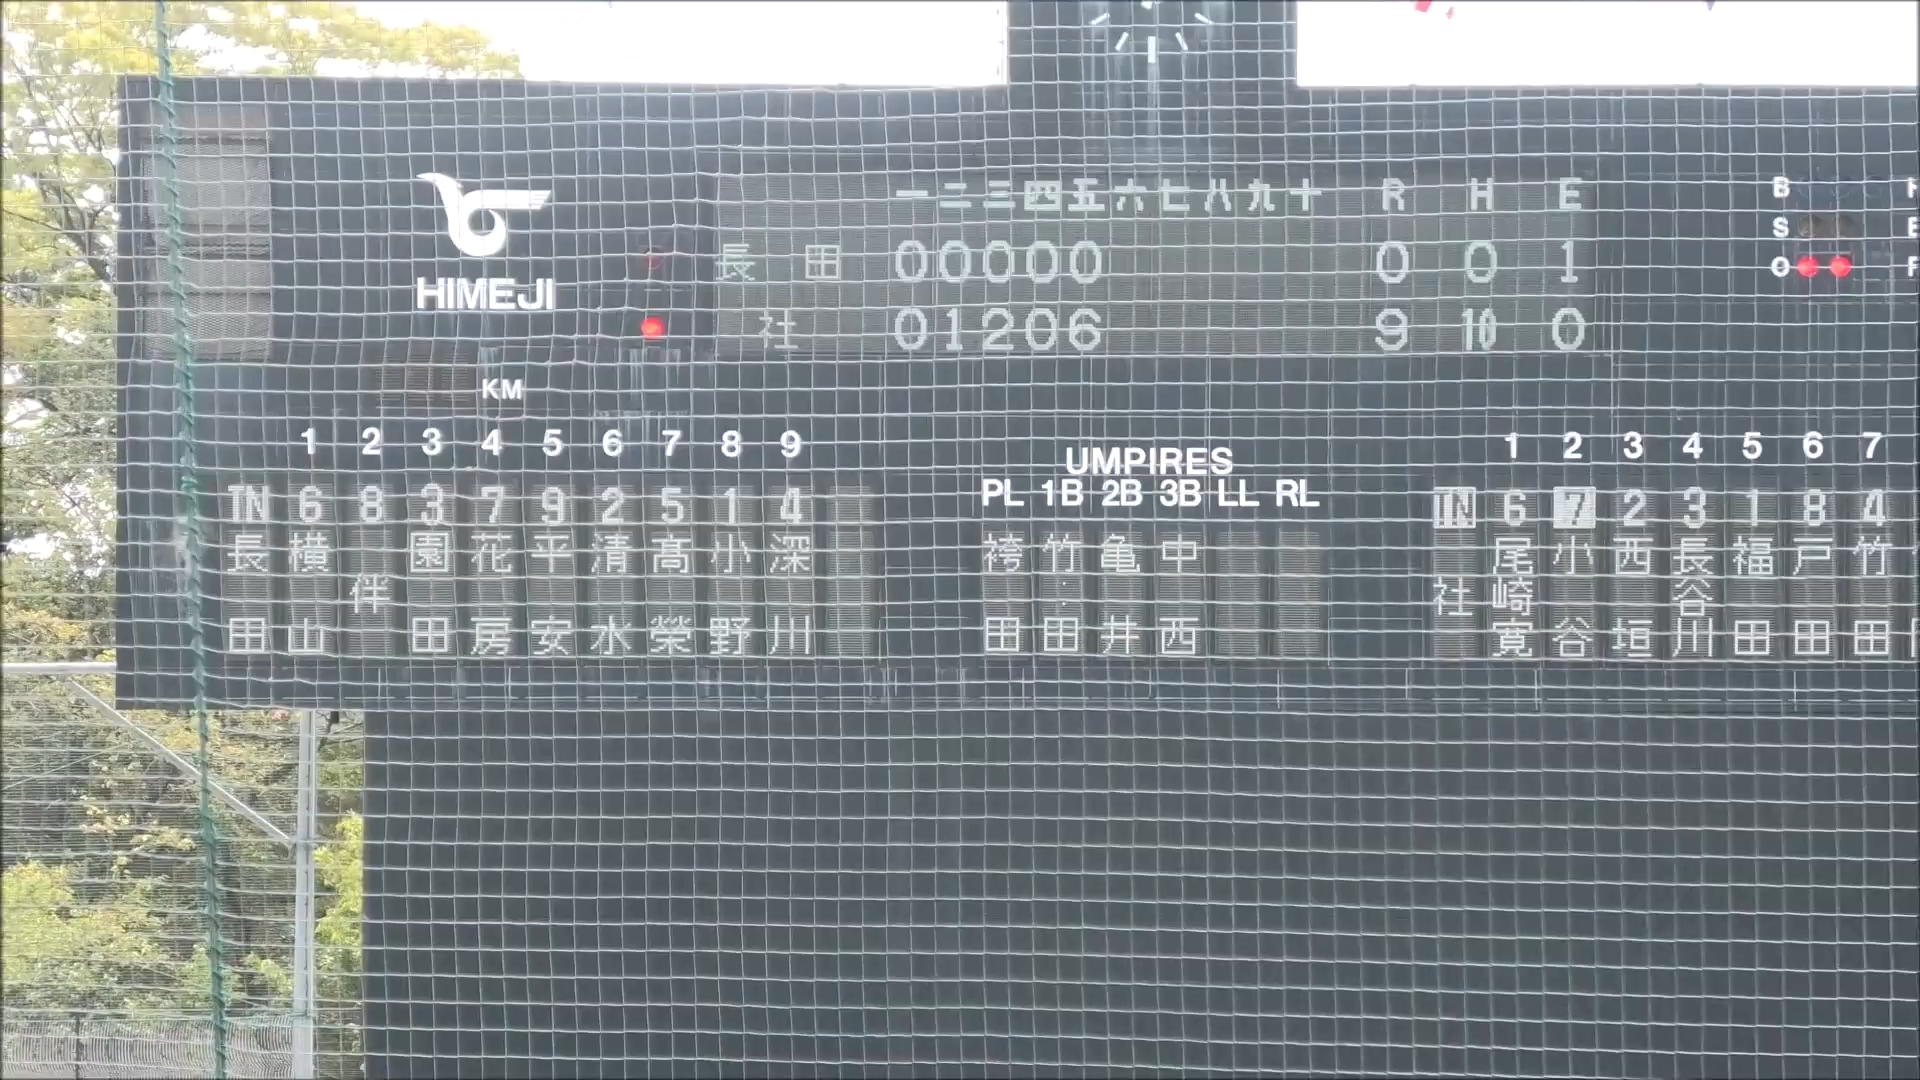 一二三四五六七八九十 R H E
長田 00000 0 0 1
社 01206 9 10 0
B
S
O
HIMEJI
KM
1 2 3 4 5 6 7 8 9
IN 6 8 3 7 9 2 5 1 4
長田 横山 伴 園田 花房 平安 清水 髙榮 小野 深川
UMPIRES
PL 1B 2B 3B LL RL
袴田 竹田 亀井 中西
1 2 3 4 5 6 7
IN 6 7 2 3 1 8 4
社 尾崎寛 小谷 西垣 長谷川 福田 戸田 竹田